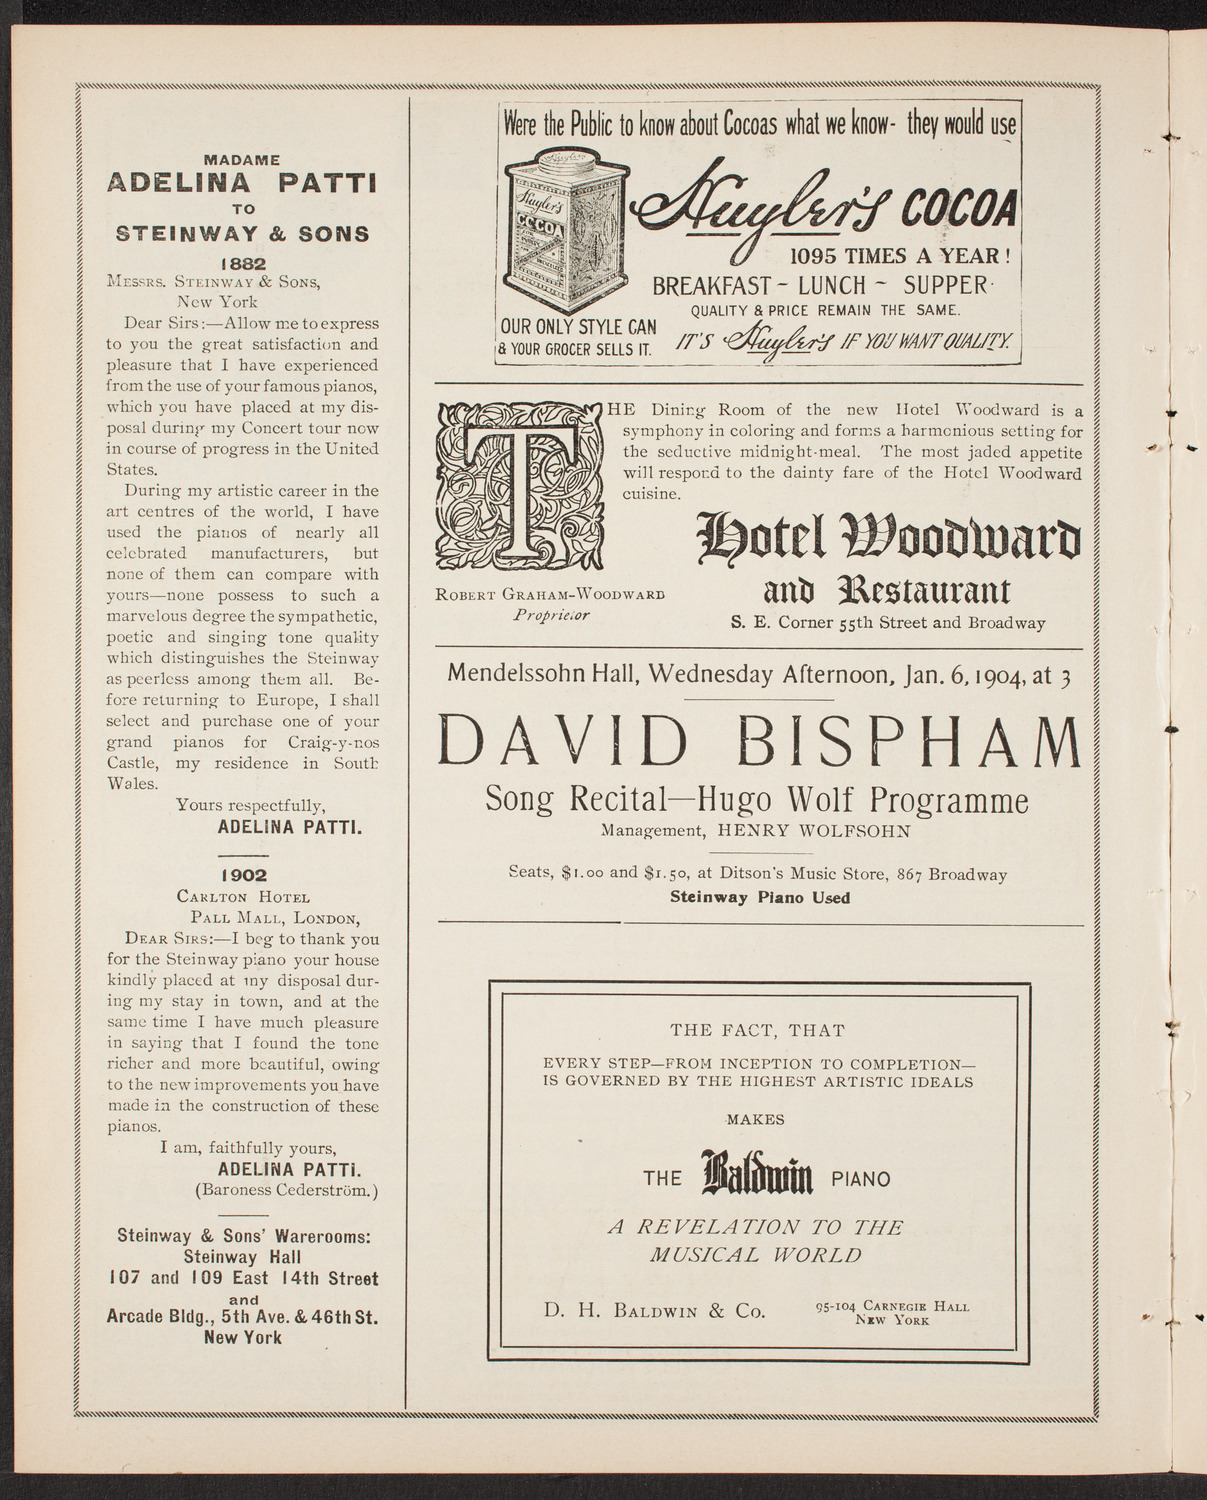 MADAME
ADELINA PATTI
TO
STEINWAY & SONS
1882
MESSRS. STEINWAY & SONS,
New York
Dear Sirs:—Allow me to express
to you the great satisfaction and
pleasure that I have experienced
from the use of your famous pianos,
which you have placed at my dis-
posal during my Concert tour now
in course of progress in the United
States.
During my artistic career in the
art centres of the world, I have
used the pianos of nearly all
celebrated manufacturers, but
none of them can compare with
yours—none possess to such a
marvelous degree the sympathetic,
poetic and singing tone quality
which distinguishes the Steinway
as peerless among them all. Be-
fore returning to Europe, I shall
select and purchase one of your
grand pianos for Craig-y-nos
Castle, my residence in South
Wales.
Yours respectfully,
ADELINA PATTI.
1902
CARLTON HOTEL
PALL MALL, LONDON,
DEAR SIRS:—I beg to thank you
for the Steinway piano your house
kindly placed at my disposal dur-
ing my stay in town, and at the
same time I have much pleasure
in saying that I found the tone
richer and more beautiful, owing
to the new improvements you have
made in the construction of these
pianos.
I am, faithfully yours,
ADELINA PATTI.
(Baroness Cederström.)
Steinway & Sons' Warerooms:
Steinway Hall
107 and 109 East 14th Street
and
Arcade Bldg., 5th Ave. & 46th St.
New York
Were the Public to know about Cocoas what we know- they would use
Huyler's
COCOA
Huyler's COCOA
1095 TIMES A YEAR!
BREAKFAST - LUNCH - SUPPER.
QUALITY & PRICE REMAIN THE SAME.
OUR ONLY STYLE CAN
& YOUR GROCER SELLS IT.
IT'S Huyler's IF YOU WANT QUALITY.
THE Dining Room of the new Hotel Woodward is a
symphony in coloring and forms a harmonious setting for
the seductive midnight-meal. The most jaded appetite
will respond to the dainty fare of the Hotel Woodward
cuisine.
Hotel Woodward
and Restaurant
ROBERT GRAHAM-WOODWARD
Proprietor
S. E. Corner 55th Street and Broadway
Mendelssohn Hall, Wednesday Afternoon, Jan. 6, 1904, at 3
DAVID BISPHAM
Song Recital—Hugo Wolf Programme
Management, HENRY WOLFSOHN
Seats, $1.00 and $1.50, at Ditson's Music Store, 867 Broadway
Steinway Piano Used
THE FACT, THAT
EVERY STEP—FROM INCEPTION TO COMPLETION—
IS GOVERNED BY THE HIGHEST ARTISTIC IDEALS
MAKES
THE Baldwin PIANO
A REVELATION TO THE
MUSICAL WORLD
D. H. BALDWIN & CO.
95-104 CARNEGIE HALL
NEW YORK